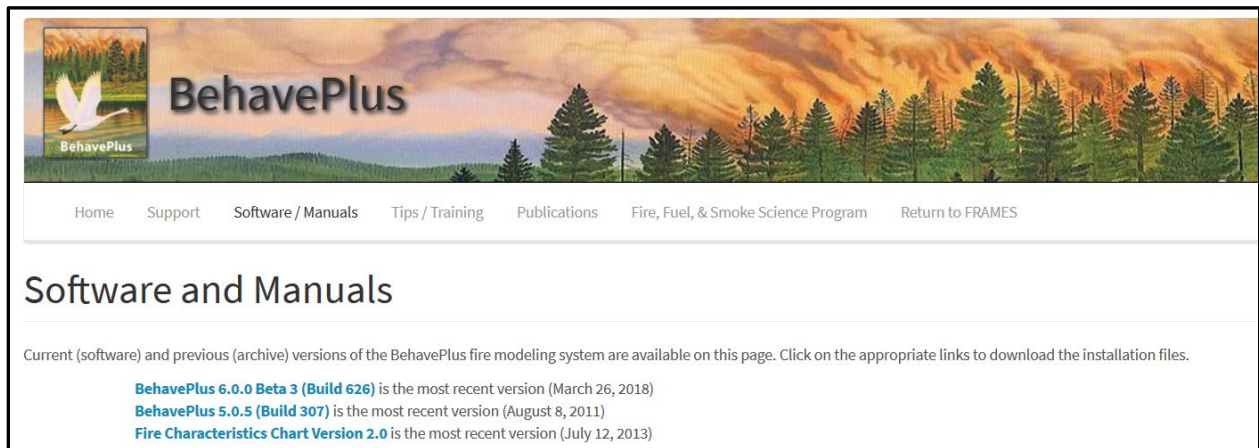 BehavePlus
BehavePlus
Home Support Software / Manuals Tips / Training Publications Fire, Fuel, & Smoke Science Program Return to FRAMES
Software and Manuals
Current (software) and previous (archive) versions of the BehavePlus fire modeling system are available on this page. Click on the appropriate links to download the installation files.
BehavePlus 6.0.0 Beta 3 (Build 626) is the most recent version (March 26, 2018)
BehavePlus 5.0.5 (Build 307) is the most recent version (August 8, 2011)
Fire Characteristics Chart Version 2.0 is the most recent version (July 12, 2013)